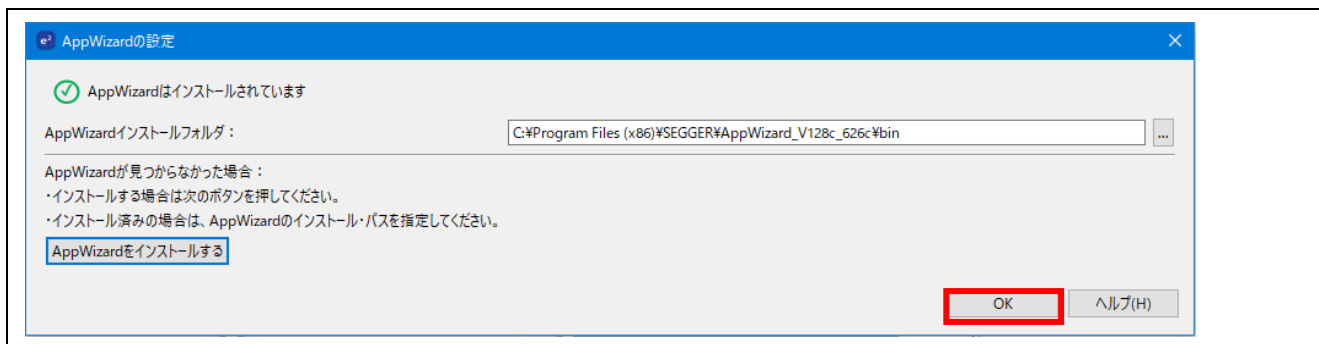 e² AppWizardの設定
AppWizardはインストールされています
AppWizardインストールフォルダ： C:¥Program Files (x86)¥SEGGER¥AppWizard_V128c_626c¥bin ...
AppWizardが見つからなかった場合：
・インストールする場合は次のボタンを押してください。
・インストール済みの場合は、AppWizardのインストール・パスを指定してください。
AppWizardをインストールする
OK ヘルプ(H)